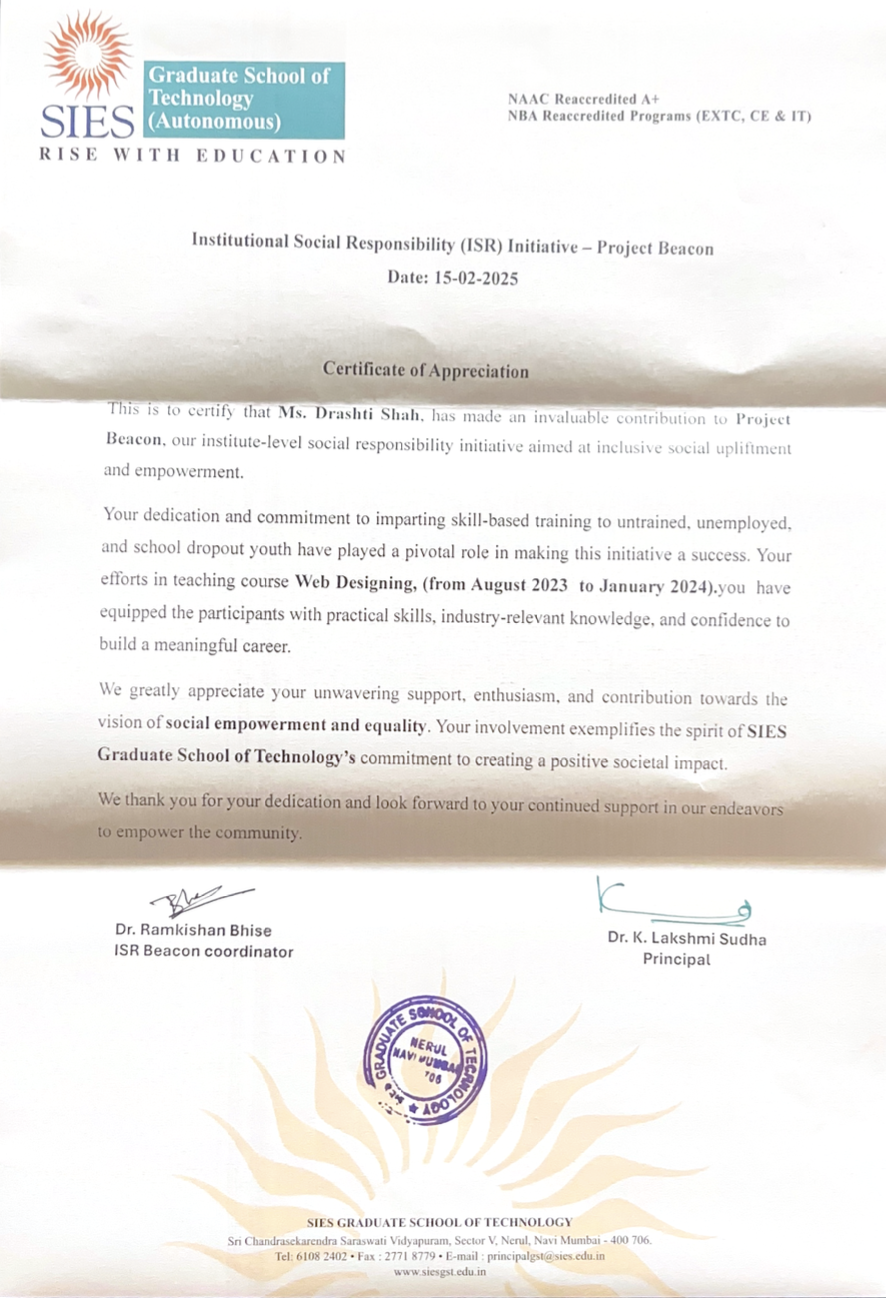 Graduate School of
Technology
(Autonomous)
SIES
RISE WITH EDUCATION
NAAC Reaccredited A+
NBA Reaccredited Programs (EXTC, CE & IT)
Institutional Social Responsibility (ISR) Initiative – Project Beacon
Date: 15-02-2025
Certificate of Appreciation
This is to certify that Ms. Drashti Shah, has made an invaluable contribution to Project
Beacon, our institute-level social responsibility initiative aimed at inclusive social upliftment
and empowerment.
Your dedication and commitment to imparting skill-based training to untrained, unemployed,
and school dropout youth have played a pivotal role in making this initiative a success. Your
efforts in teaching course Web Designing, (from August 2023 to January 2024).you have
equipped the participants with practical skills, industry-relevant knowledge, and confidence to
build a meaningful career.
We greatly appreciate your unwavering support, enthusiasm, and contribution towards the
vision of social empowerment and equality. Your involvement exemplifies the spirit of SIES
Graduate School of Technology's commitment to creating a positive societal impact.
We thank you for your dedication and look forward to your continued support in our endeavors
to empower the community.
Dr. Ramkishan Bhise
ISR Beacon coordinator
Dr. K. Lakshmi Sudha
Principal
GRADUATE SCHOOL OF TECHNOLOGY
NERUL
NAVI MUMBAI
706
SIES GRADUATE SCHOOL OF TECHNOLOGY
Sri Chandrasekarendra Saraswati Vidyapuram, Sector V, Nerul, Navi Mumbai - 400 706.
Tel: 6108 2402 • Fax : 2771 8779 • E-mail : principalgst@sies.edu.in
www.siesgst.edu.in